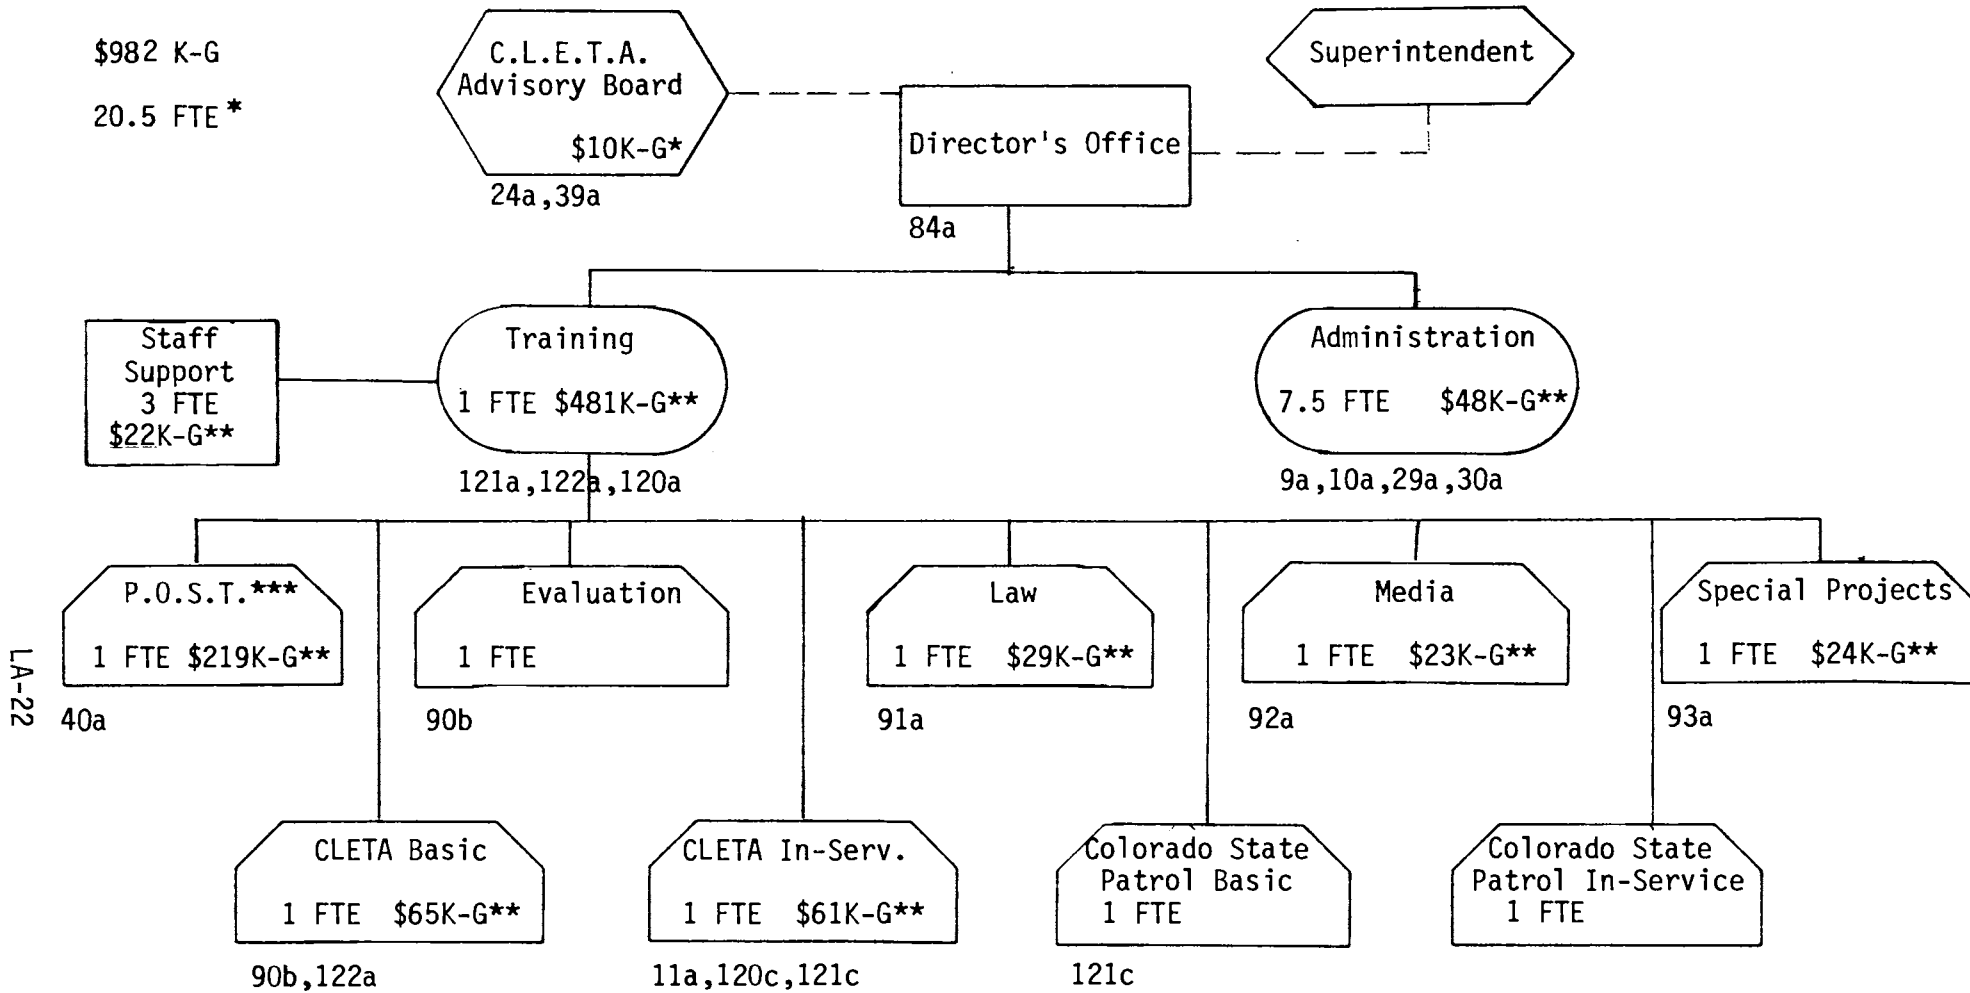 $982 K-G
20.5 FTE*
C.L.E.T.A.
Advisory Board
$10K-G*
24a,39a
Director's Office
84a
Superintendent
Staff
Support
3 FTE
$22K-G**
Training
1 FTE $481K-G**
121a,122a,120a
Administration
7.5 FTE $48K-G**
9a,10a,29a,30a
P.O.S.T.***
1 FTE $219K-G**
40a
Evaluation
1 FTE
90b
Law
1 FTE $29K-G**
91a
Media
1 FTE $23K-G**
92a
Special Projects
1 FTE $24K-G**
93a
CLETA Basic
1 FTE $65K-G**
90b,122a
CLETA In-Serv.
1 FTE $61K-G**
11a,120c,121c
Colorado State
Patrol Basic
1 FTE
121c
Colorado State
Patrol In-Service
1 FTE
LA-22